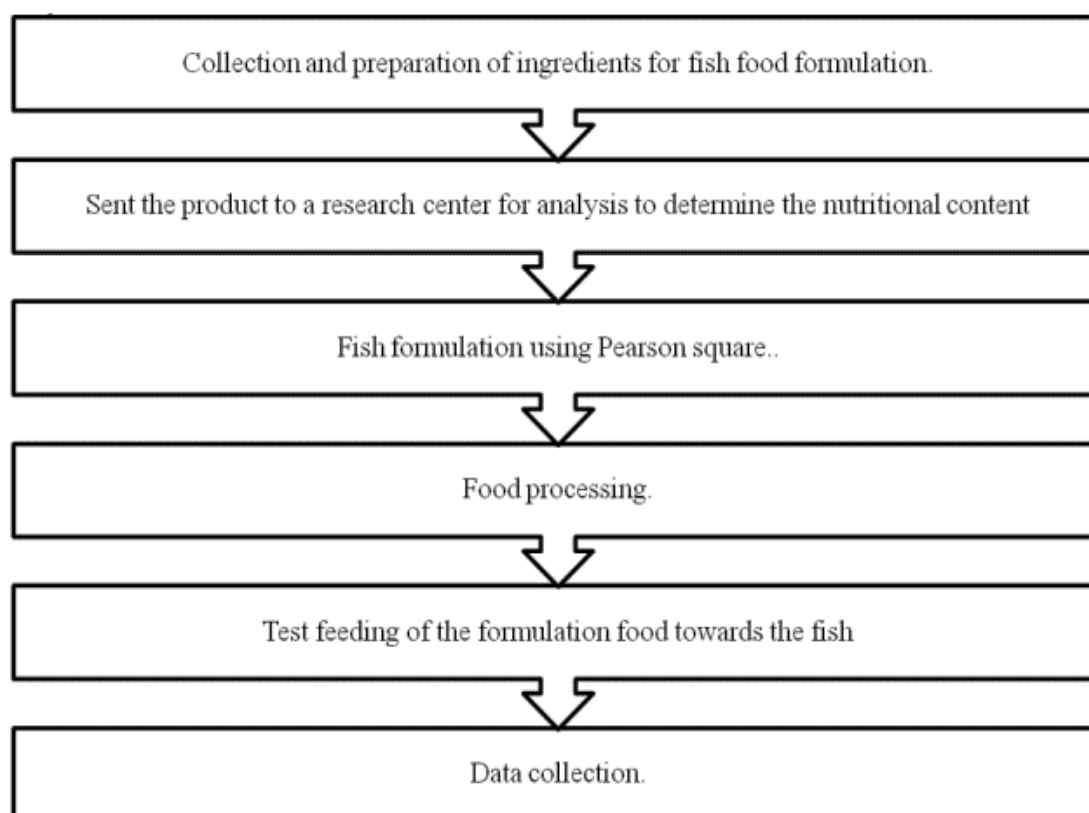 Collection and preparation of ingredients for fish food formulation.
Sent the product to a research center for analysis to determine the nutritional content
Fish formulation using Pearson square..
Food processing.
Test feeding of the formulation food towards the fish
Data collection.